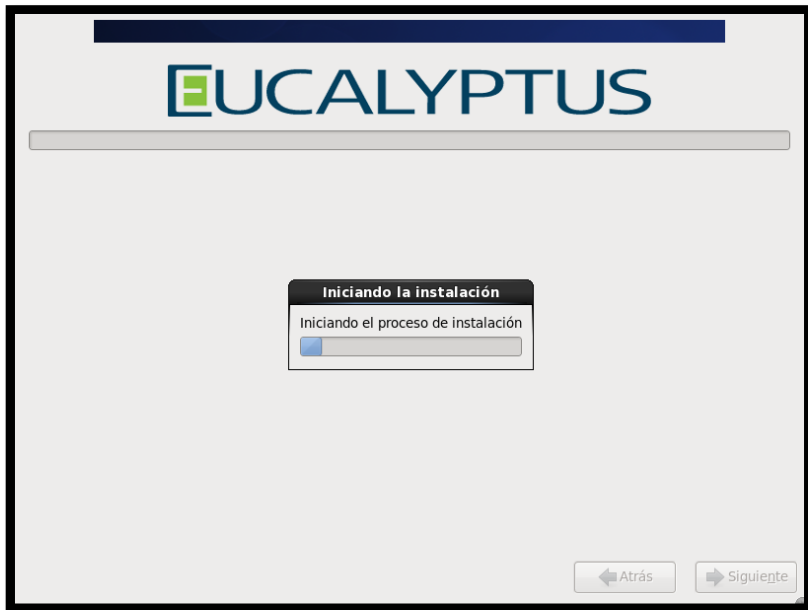 EUCALYPTUS
Iniciando la instalación
Iniciando el proceso de instalación
Atrás
Siguiente